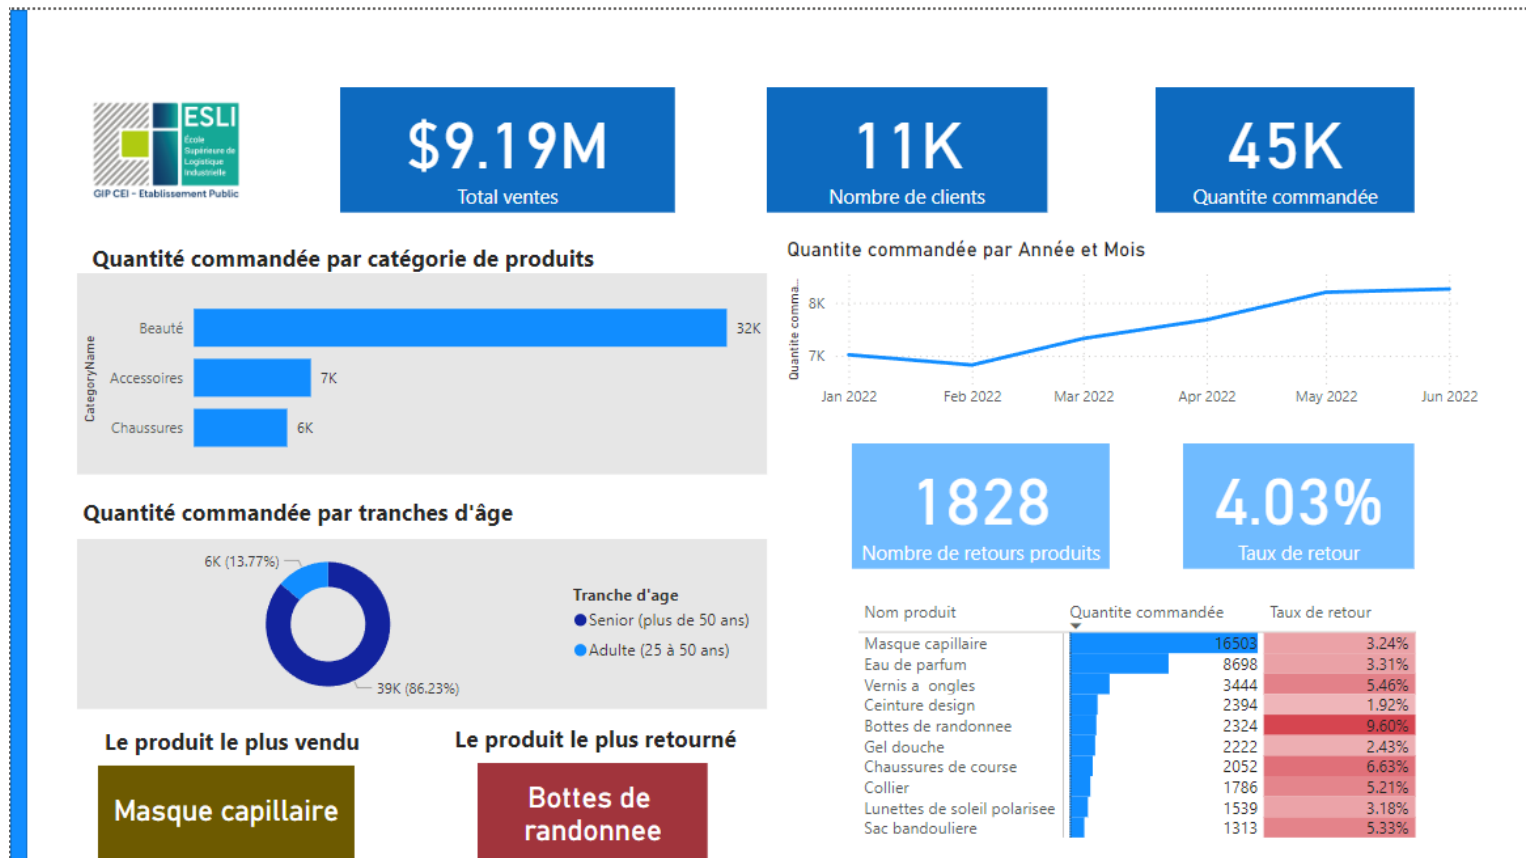 ESLI
École
Supérieure de
Logistique
Industrielle
GIP CEI - Etablissement Public
$9.19M
Total ventes
11K
Nombre de clients
45K
Quantite commandée
Quantité commandée par catégorie de produits
CategoryName
Beauté
32K
Accessoires
7K
Chaussures
6K
Quantite commandée par Année et Mois
Quantite comma...
8K
7K
Jan 2022
Feb 2022
Mar 2022
Apr 2022
May 2022
Jun 2022
Quantité commandée par tranches d'âge
6K (13.77%)
39K (86.23%)
Tranche d'age
Senior (plus de 50 ans)
Adulte (25 à 50 ans)
1828
Nombre de retours produits
4.03%
Taux de retour
Nom produit Quantite commandée Taux de retour
Masque capillaire 16503 3.24%
Eau de parfum 8698 3.31%
Vernis a ongles 3444 5.46%
Ceinture design 2394 1.92%
Bottes de randonnee 2324 9.60%
Gel douche 2222 2.43%
Chaussures de course 2052 6.63%
Collier 1786 5.21%
Lunettes de soleil polarisee 1539 3.18%
Sac bandouliere 1313 5.33%
Le produit le plus vendu
Masque capillaire
Le produit le plus retourné
Bottes de
randonnee